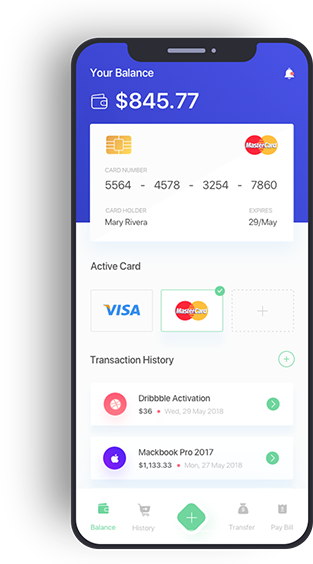 Your Balance
$845.77
MasterCard
CARD NUMBER
5564 - 4578 - 3254 - 7860
CARD HOLDER EXPIRES
Mary Rivera 29/May
Active Card
VISA MasterCard
Transaction History
Dribbble Activation
$36 • Wed, 29 May 2018
Mackbook Pro 2017
$1,133.33 • Mon, 27 May 2018
Balance History Transfer Pay Bill